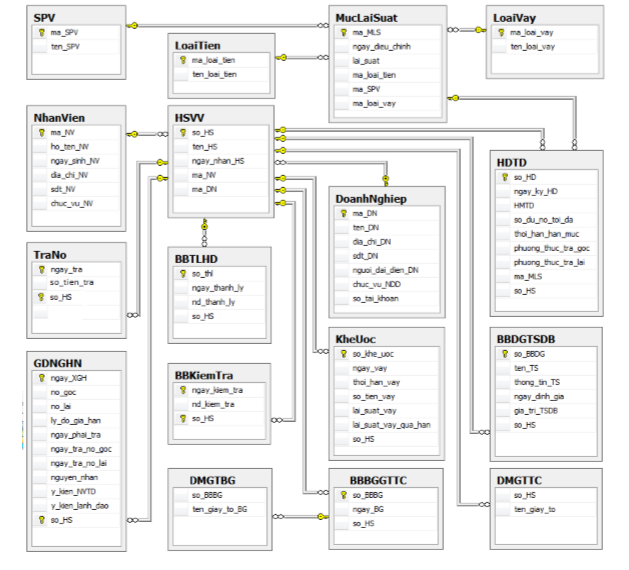 SPV
ma_SPV
ten_SPV
LoaiTien
ma_loai_tien
ten_loai_tien
MucLaiSuat
ma_MLS
ngay_dieu_chinh
lai_suat
ma_loai_tien
ma_SPV
ma_loai_vay
LoaiVay
ma_loai_vay
ten_loai_vay
NhanVien
ma_NV
ho_ten_NV
ngay_sinh_NV
dia_chi_NV
sdt_NV
chuc_vu_NV
HSVV
so_HS
ten_HS
ngay_nhan_HS
ma_NV
ma_DN
DoanhNghiep
ma_DN
ten_DN
dia_chi_DN
sdt_DN
nguoi_dai_dien_DN
chuc_vu_NDD
so_tai_khoan
HDTD
so_HD
ngay_ky_HD
HMTD
so_du_no_toi_da
thoi_han_han_muc
phuong_thuc_tra_goc
phuong_thuc_tra_lai
ma_MLS
so_HS
TraNo
ngay_tra
so_tien_tra
so_HS
BBTLHD
so_thl
ngay_thanh_ly
nd_thanh_ly
so_HS
KheUoc
so_khe_uoc
ngay_vay
thoi_han_vay
so_tien_vay
lai_suat_vay
lai_suat_vay_qua_han
so_HS
BBDGTSDB
so_BBDG
ten_TS
thong_tin_TS
ngay_dinh_gia
gia_tri_TSDB
so_HS
GDNGHN
ngay_XGH
no_goc
no_lai
ly_do_gia_han
ngay_phai_tra
ngay_tra_no_goc
ngay_tra_no_lai
nguyen_nhan
y_kien_NVTD
y_kien_lanh_dao
so_HS
BBKiemTra
ngay_kiem_tra
nd_kiem_tra
so_HS
DMGTBG
so_BBBG
ten_giay_to_BG
BBBGGTTC
so_BBBG
ngay_BG
so_HS
DMGTTC
so_HS
ten_giay_to